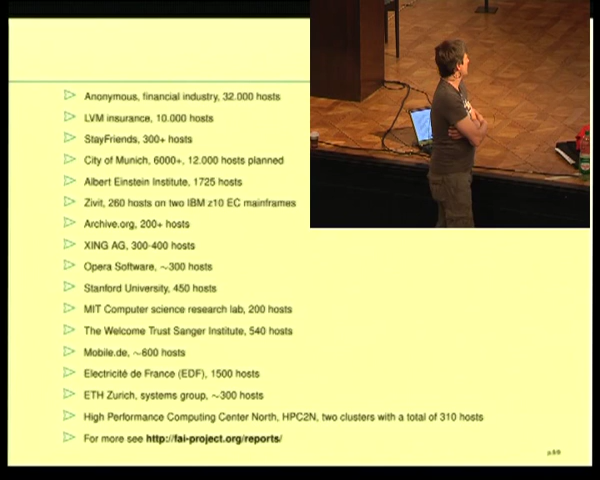 Anonymous, financial industry, 32.000 hosts
LVM insurance, 10.000 hosts
StayFriends, 300+ hosts
City of Munich, 6000+, 12.000 hosts planned
Albert Einstein Institute, 1725 hosts
Zivit, 260 hosts on two IBM z10 EC mainframes
Archive.org, 200+ hosts
XING AG, 300-400 hosts
Opera Software, ~300 hosts
Stanford University, 450 hosts
MIT Computer science research lab, 200 hosts
The Welcome Trust Sanger Institute, 540 hosts
Mobile.de, ~600 hosts
Electricité de France (EDF), 1500 hosts
ETH Zurich, systems group, ~300 hosts
High Performance Computing Center North, HPC2N, two clusters with a total of 310 hosts
For more see http://fai-project.org/reports/